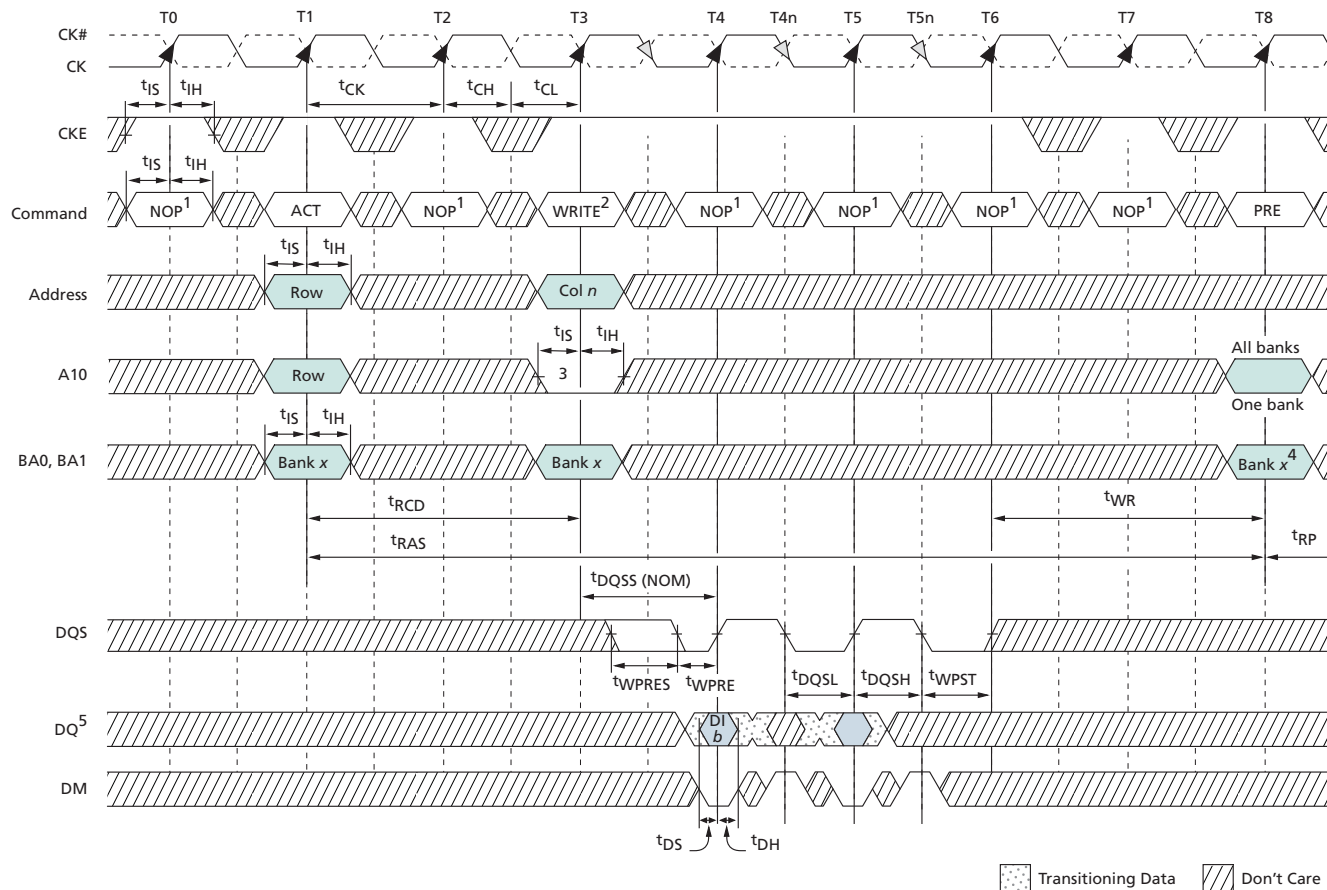 T0 T1 T2 T3 T4 T4n T5 T5n T6 T7 T8
CK#
CK
tIS tIH tCK tCH tCL
CKE
tIS tIH
Command NOP1 ACT NOP1 WRITE2 NOP1 NOP1 NOP1 NOP1 PRE
tIS tIH
Address Row Col n
tIS tIH
All banks
A10 Row 3
One bank
tIS tIH
BA0, BA1 Bank x Bank x Bank x4
tRCD tWR
tRAS tRP
tDQSS (NOM)
DQS
tWPRES tWPRE tDQSL tDQSH tWPST
DQ5 DI
b
DM
tDS tDH
Transitioning Data Don't Care